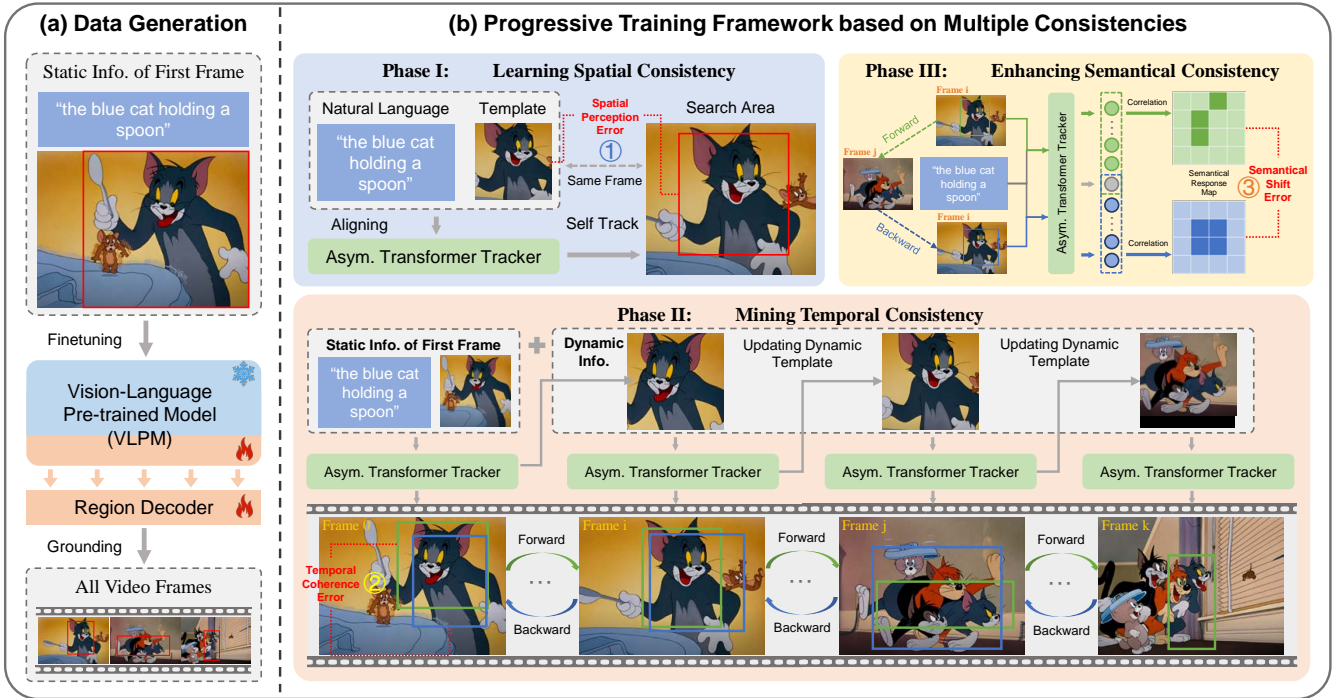 (a) Data Generation
Static Info. of First Frame
“the blue cat holding a
spoon”
Finetuning
Vision-Language
Pre-trained Model
(VLPM)
Region Decoder
Grounding
All Video Frames
(b) Progressive Training Framework based on Multiple Consistencies
Phase I: Learning Spatial Consistency
Natural Language
Template
“the blue cat
holding a
spoon”
Spatial
Perception
Error
①
Same Frame
Search Area
Aligning
Self Track
Asym. Transformer Tracker
Phase III: Enhancing Semantical Consistency
Frame i
Forward
Frame j
“the blue cat
holding a
spoon”
Backward
Frame i
Asym. Transformer Tracker
Correlation
Semantical
Response
Map
Correlation
③
Semantical
Shift
Error
Phase II: Mining Temporal Consistency
Static Info. of First Frame
“the blue cat
holding a
spoon”
Dynamic
Info.
Updating Dynamic
Template
Updating Dynamic
Template
Asym. Transformer Tracker
Asym. Transformer Tracker
Asym. Transformer Tracker
Asym. Transformer Tracker
Frame 0
Temporal
Coherence
Error
②
Forward
...
Backward
Frame i
Forward
...
Backward
Frame j
Forward
...
Backward
Frame k